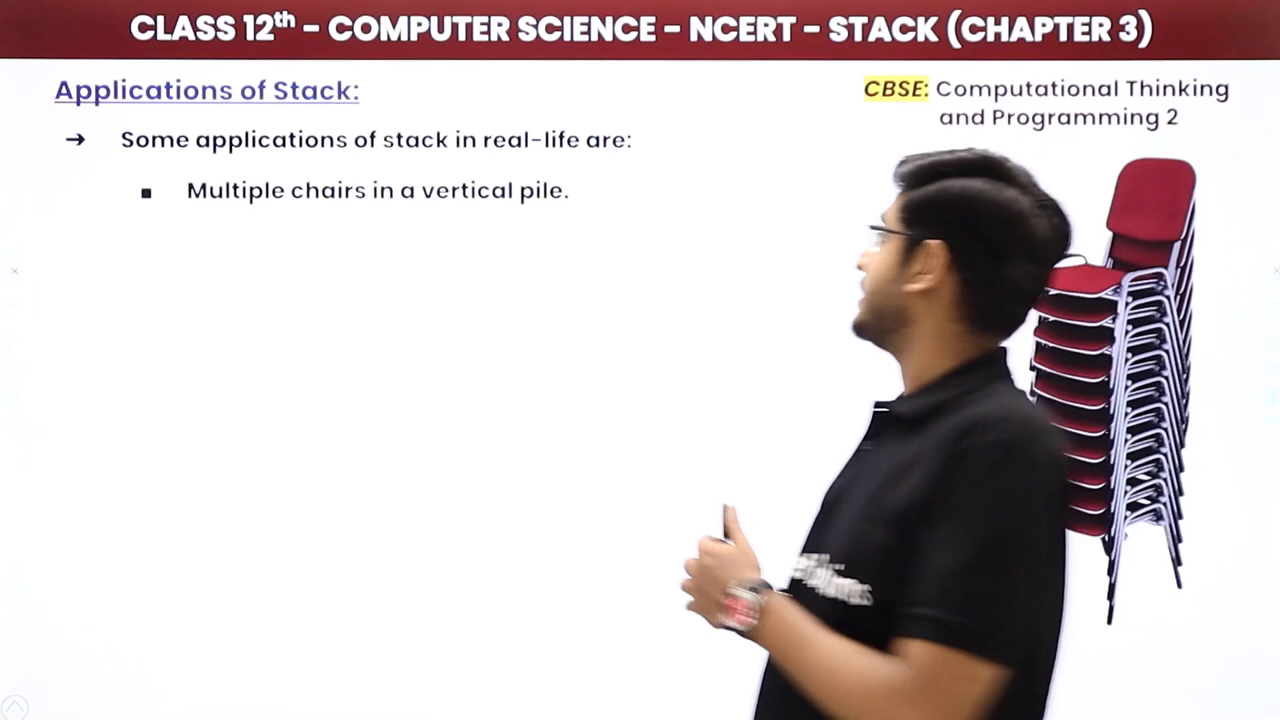 CLASS 12th - COMPUTER SCIENCE - NCERT - STACK (CHAPTER 3)
Applications of Stack:
CBSE: Computational Thinking
and Programming 2
➔ Some applications of stack in real-life are:
▪ Multiple chairs in a vertical pile.